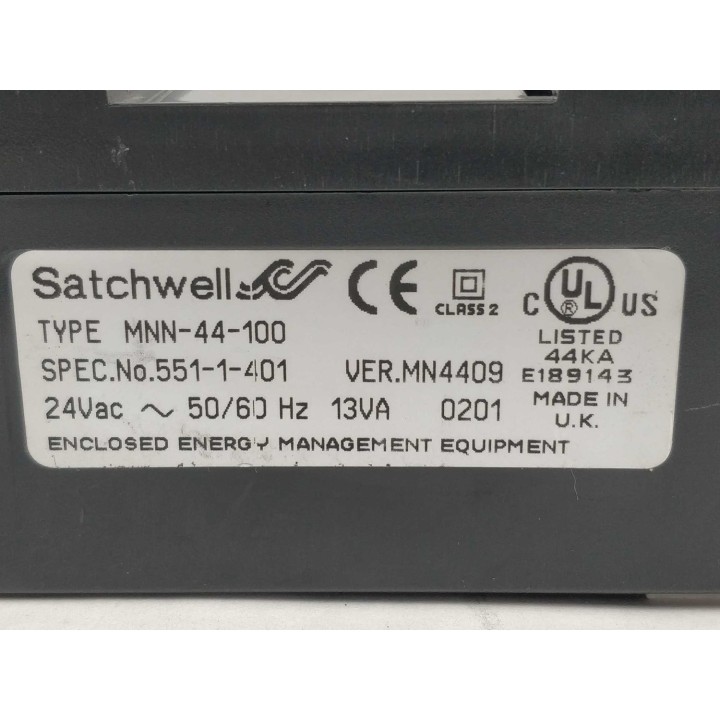 Satchwell
CE
CLASS 2
C UL US
®
TYPE MNN-44-100
LISTED
44KA
SPEC.No.551-1-401 VER.MN4409 E189143
24Vac ~ 50/60 Hz 13VA 0201 MADE IN
U.K.
ENCLOSED ENERGY MANAGEMENT EQUIPMENT